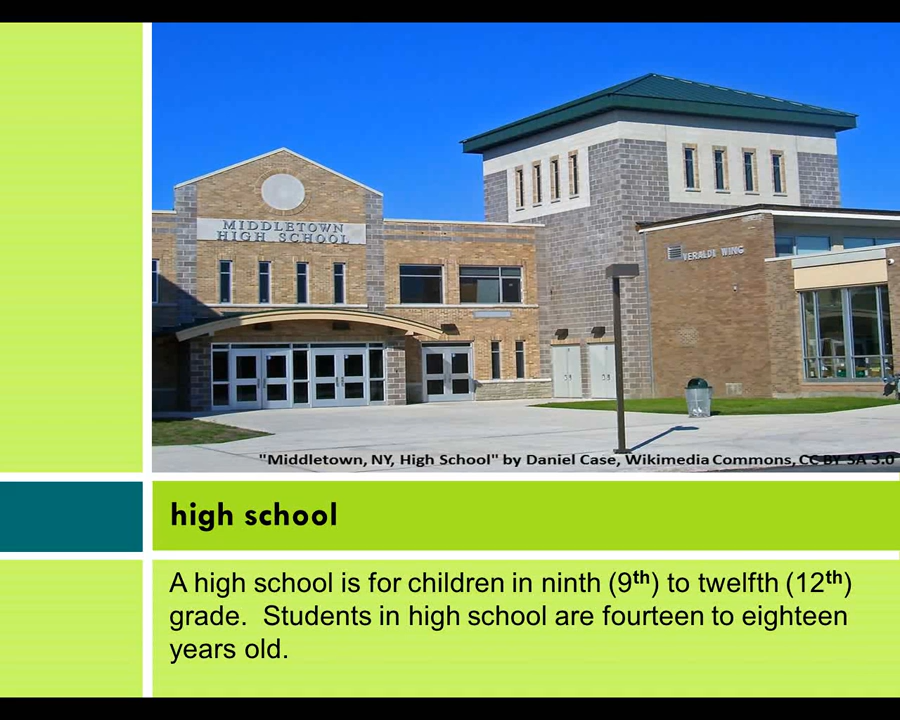 MIDDLETOWN
HIGH SCHOOL
VERALDI WING
"Middletown, NY, High School" by Daniel Case, Wikimedia Commons, CC BY SA 3.0
high school
A high school is for children in ninth (9th) to twelfth (12th)
grade.  Students in high school are fourteen to eighteen
years old.